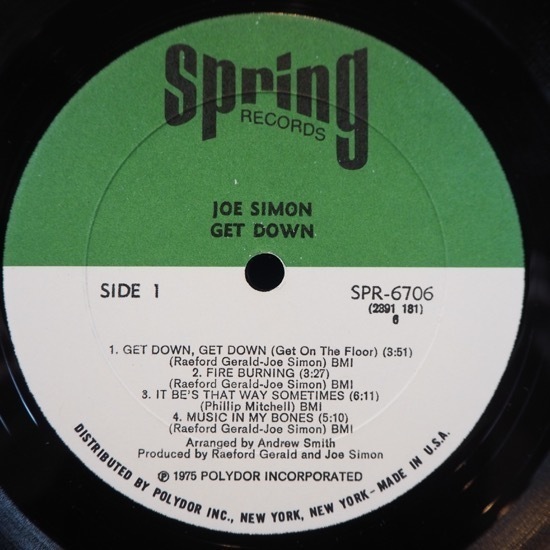 Spring
RECORDS
JOE SIMON
GET DOWN
SIDE 1
SPR-6706
(2391 181)
6
1. GET DOWN, GET DOWN (Get On The Floor) (3:51)
(Raeford Gerald-Joe Simon) BMI
2. FIRE BURNING (3:27)
(Raeford Gerald-Joe Simon) BMI
3. IT BE'S THAT WAY SOMETIMES (6:11)
(Phillip Mitchell) BMI
4. MUSIC IN MY BONES (5:10)
(Raeford Gerald-Joe Simon) BMI
Arranged by Andrew Smith
Produced by Raeford Gerald and Joe Simon
℗ 1975 POLYDOR INCORPORATED
DISTRIBUTED BY POLYDOR INC., NEW YORK, NEW YORK - MADE IN U.S.A.